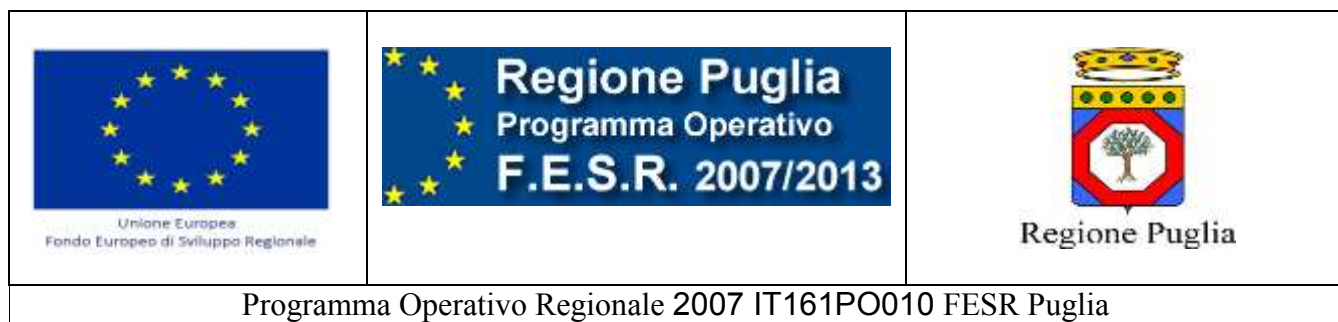 Unione Europea
Fondo Europeo di Sviluppo Regionale
Regione Puglia
Programma Operativo
F.E.S.R. 2007/2013
Regione Puglia
Programma Operativo Regionale 2007 IT161PO010 FESR Puglia